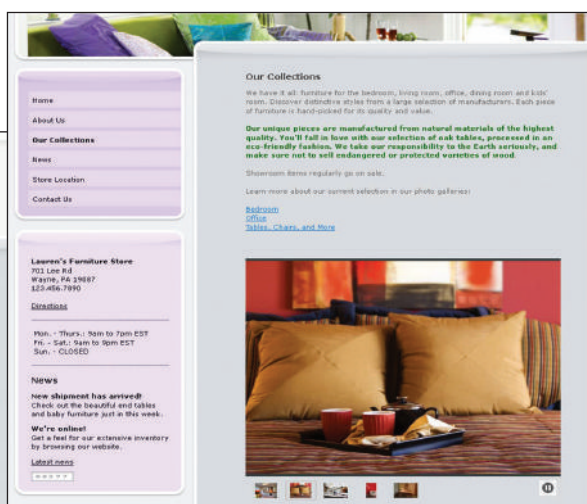 Home
About Us
Our Collections
News
Store Location
Contact Us
Lauren's Furniture Store
701 Lee Rd
Wayne, PA 19087
123.456.7890
Directions
Mon. - Thurs.: 9am to 7pm EST
Fri. - Sat.: 9am to 9pm EST
Sun. - CLOSED
News
New shipment has arrived!
Check out the beautiful end tables
and baby furniture just in this week.
We're online!
Get a feel for our extensive inventory
by browsing our website.
Latest news
Our Collections
We have it all: furniture for the bedroom, living room, office, dining room and kids'
room. Discover distinctive styles from a large selection of manufacturers. Each piece
of furniture is hand-picked for its quality and value.
Our unique pieces are manufactured from natural materials of the highest
quality. You'll fall in love with our selection of oak tables, processed in an
eco-friendly fashion. We take our responsibility to the Earth seriously, and
make sure not to sell endangered or protected varieties of wood.
Showroom items regularly go on sale.
Learn more about our current selection in our photo galleries:
Bedroom
Office
Tables, Chairs, and More